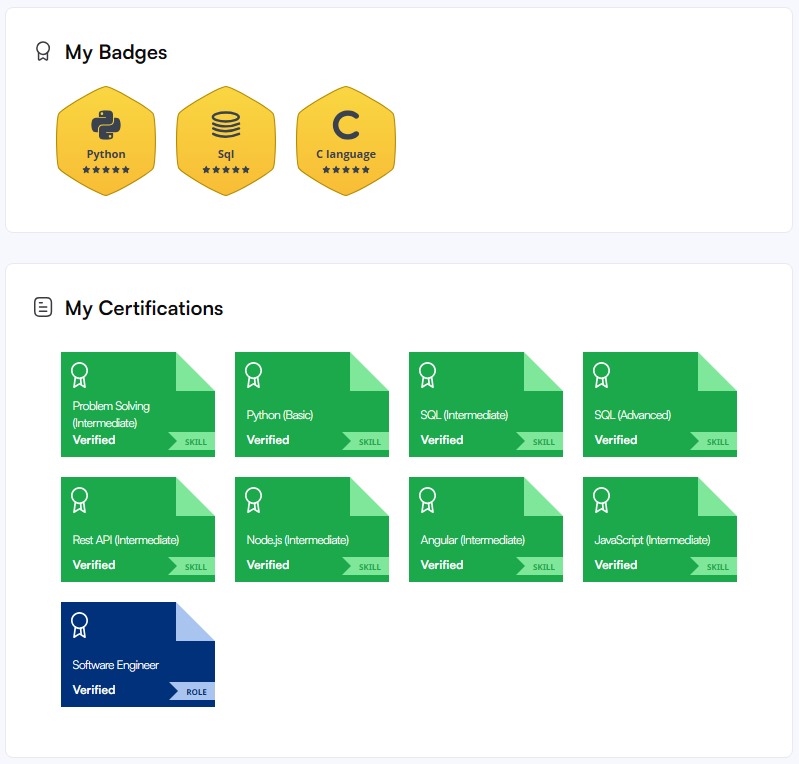 My Badges
Python
Sql
C language
My Certifications
Problem Solving
(Intermediate)
Verified
SKILL
Python (Basic)
Verified
SKILL
SQL (Intermediate)
Verified
SKILL
SQL (Advanced)
Verified
SKILL
Rest API (Intermediate)
Verified
SKILL
Node.js (Intermediate)
Verified
SKILL
Angular (Intermediate)
Verified
SKILL
JavaScript (Intermediate)
Verified
SKILL
Software Engineer
Verified
ROLE